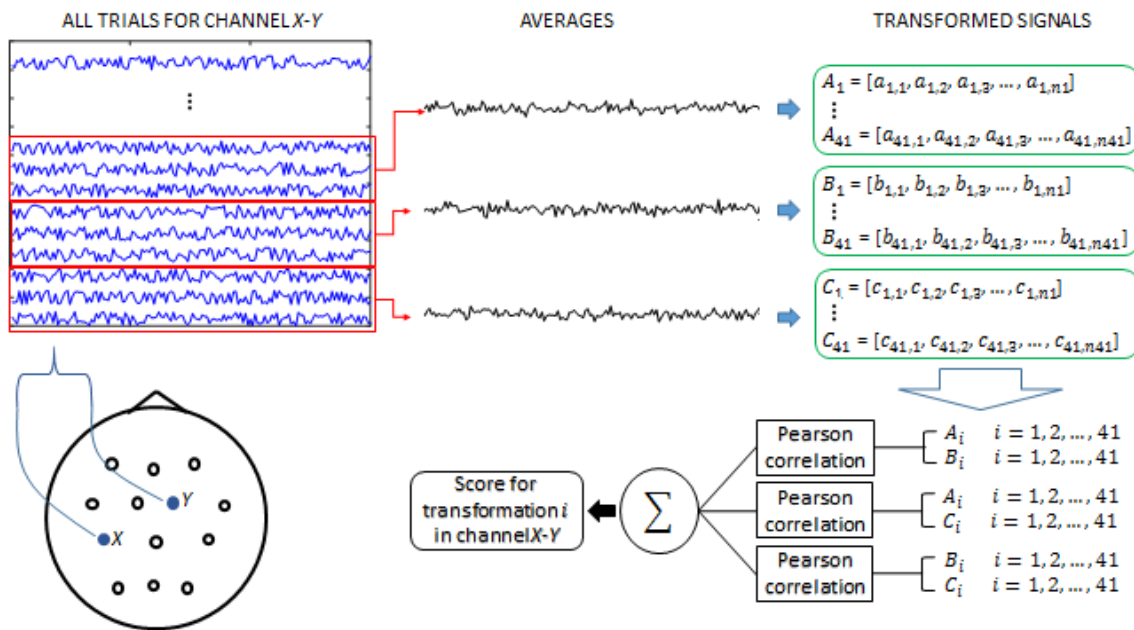 ALL TRIALS FOR CHANNEL X-Y
AVERAGES
TRANSFORMED SIGNALS
A₁ = [a₁,₁, a₁,₂, a₁,₃, ..., a₁,ₙ₁]
⋮
A₄₁ = [a₄₁,₁, a₄₁,₂, a₄₁,₃, ..., a₄₁,ₙ₄₁]
B₁ = [b₁,₁, b₁,₂, b₁,₃, ..., b₁,ₙ₁]
⋮
B₄₁ = [b₄₁,₁, b₄₁,₂, b₄₁,₃, ..., b₄₁,ₙ₄₁]
C₁ = [c₁,₁, c₁,₂, c₁,₃, ..., c₁,ₙ₁]
⋮
C₄₁ = [c₄₁,₁, c₄₁,₂, c₄₁,₃, ..., c₄₁,ₙ₄₁]
Y
X
Score for
transformation i
in channel X-Y
∑
Pearson
correlation
Aᵢ i = 1, 2, ..., 41
Bᵢ i = 1, 2, ..., 41
Pearson
correlation
Aᵢ i = 1, 2, ..., 41
Cᵢ i = 1, 2, ..., 41
Pearson
correlation
Bᵢ i = 1, 2, ..., 41
Cᵢ i = 1, 2, ..., 41